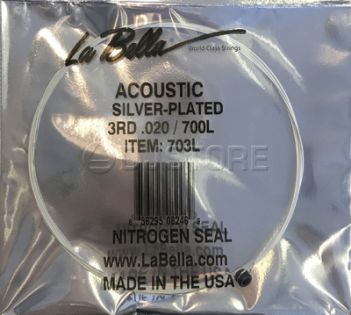 La Bella
World Class Strings
ACOUSTIC
SILVER-PLATED
3RD .020 / 700L
ITEM: 703L
NITROGEN SEAL
www.LaBella.com
MADE IN THE USA